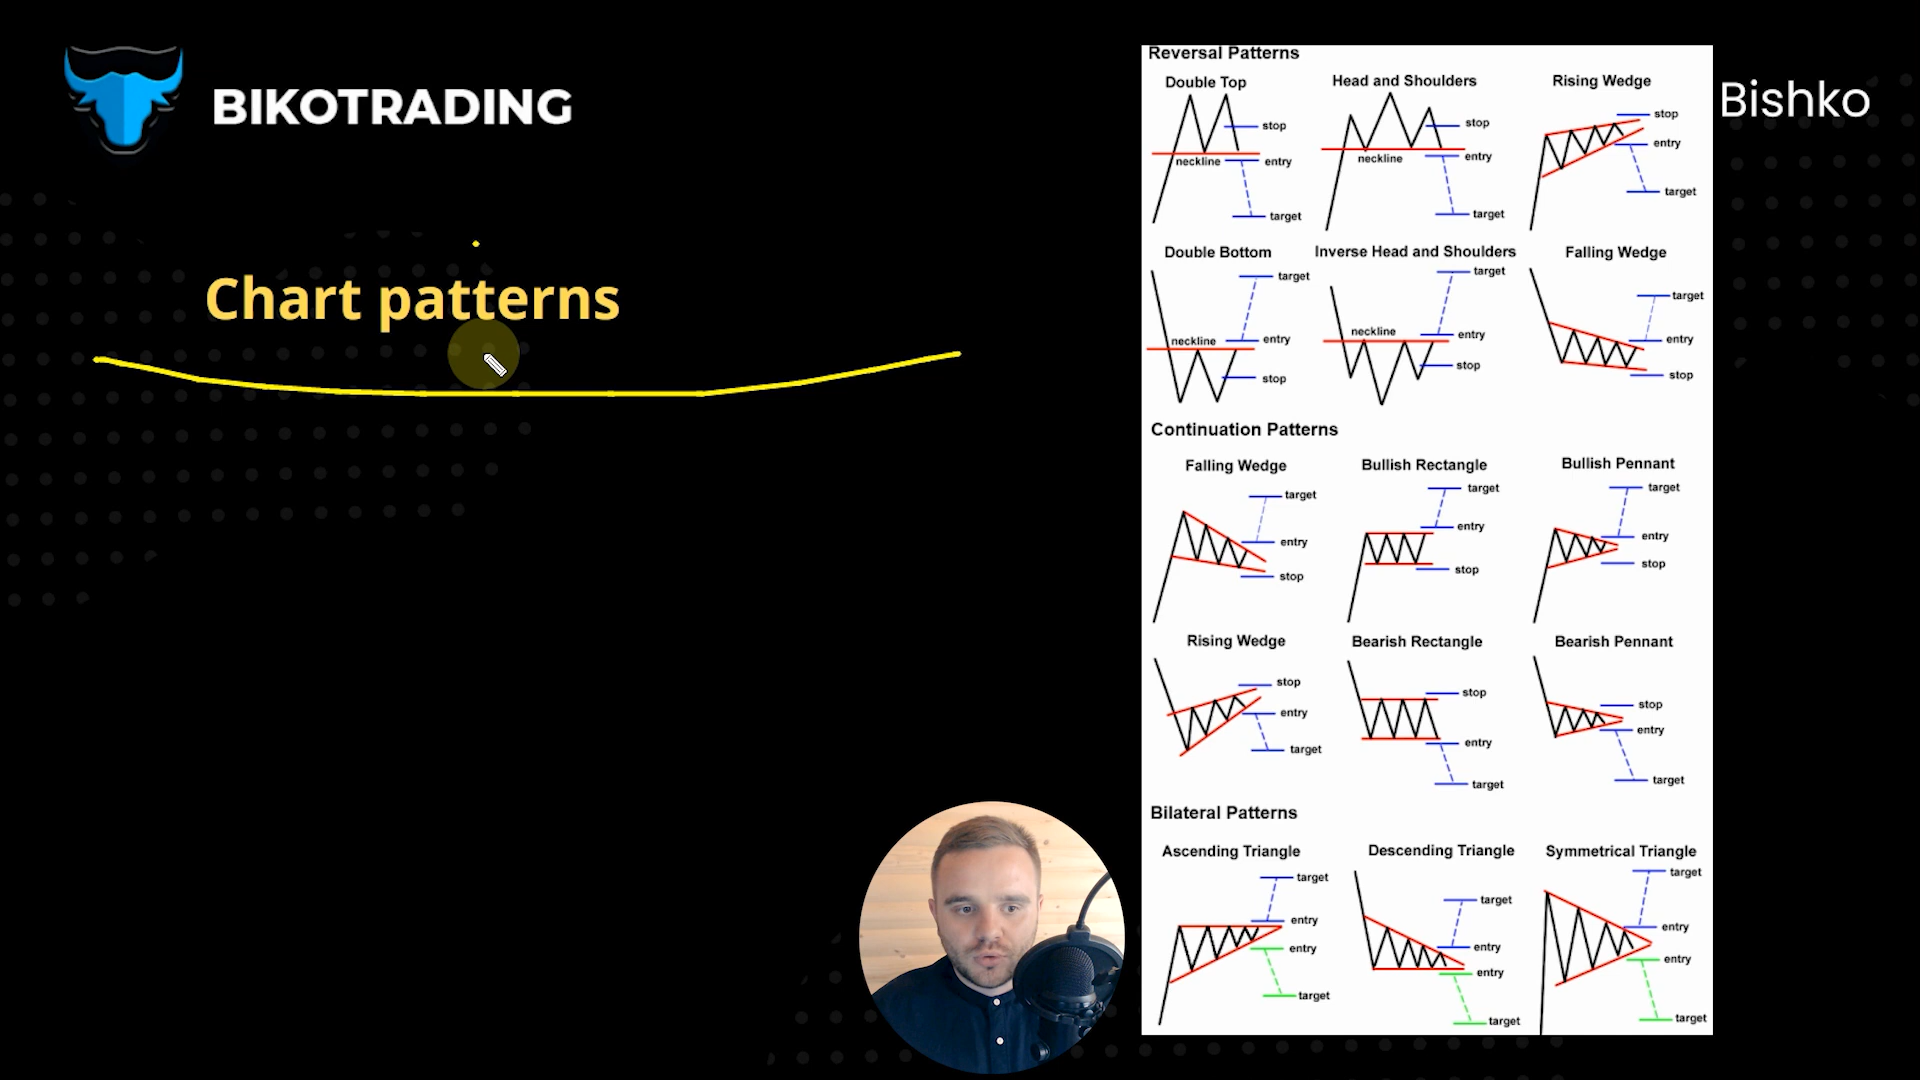 BIKOTRADING
Bishko
Chart patterns
Reversal Patterns
Double Top
Head and Shoulders
Rising Wedge
stop
neckline
entry
target
stop
neckline
entry
target
stop
entry
target
Double Bottom
Inverse Head and Shoulders
Falling Wedge
target
neckline
entry
stop
target
neckline
entry
stop
target
entry
stop
Continuation Patterns
Falling Wedge
Bullish Rectangle
Bullish Pennant
target
entry
stop
target
entry
stop
target
entry
stop
Rising Wedge
Bearish Rectangle
Bearish Pennant
stop
entry
target
stop
entry
target
stop
entry
target
Bilateral Patterns
Ascending Triangle
Descending Triangle
Symmetrical Triangle
target
entry
entry
target
target
entry
entry
target
target
entry
entry
target